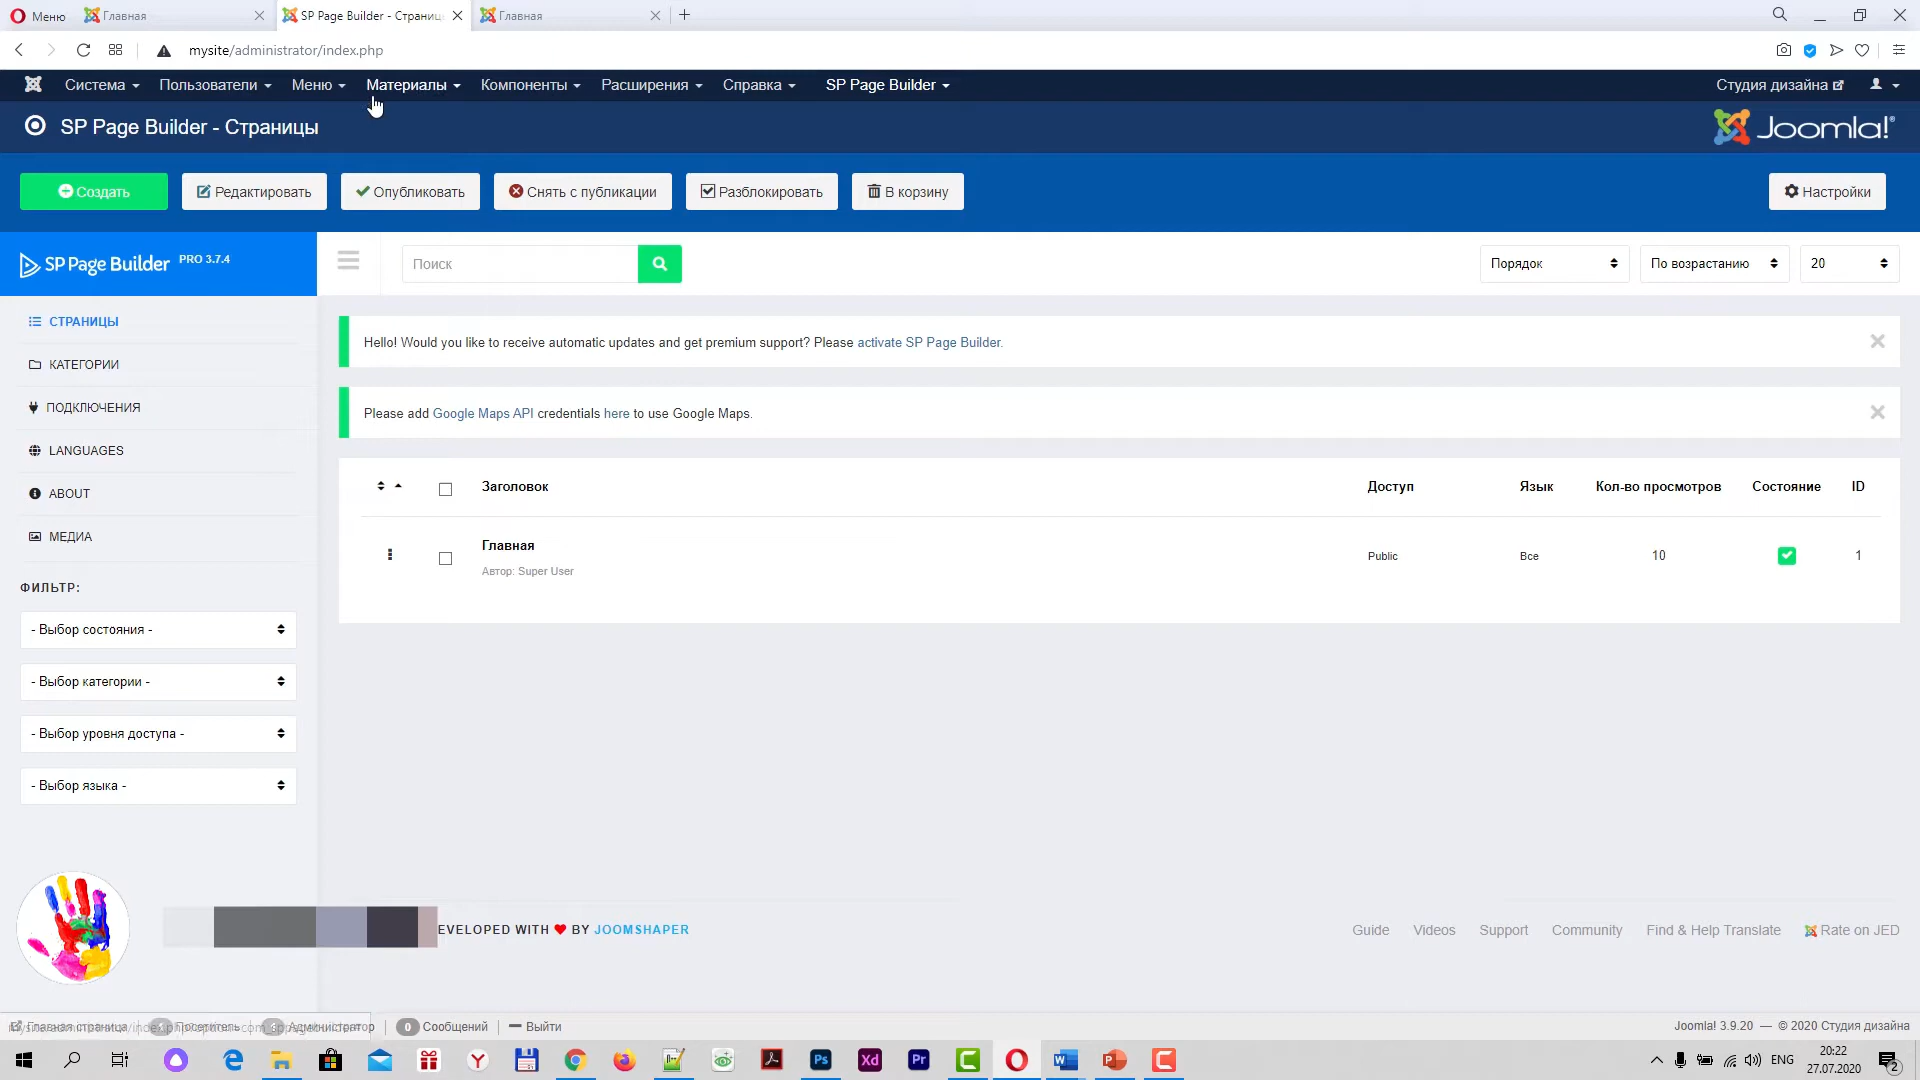 Меню
Главная
SP Page Builder - Страницы
Главная
mysite/administrator/index.php
Система
Пользователи
Меню
Материалы
Компоненты
Расширения
Справка
SP Page Builder
Студия дизайна
SP Page Builder - Страницы
Joomla!®
Создать
Редактировать
Опубликовать
Снять с публикации
Разблокировать
В корзину
Настройки
SP Page Builder PRO 3.7.4
Поиск
Порядок
По возрастанию
20
СТРАНИЦЫ
КАТЕГОРИИ
ПОДКЛЮЧЕНИЯ
LANGUAGES
ABOUT
МЕДИА
ФИЛЬТР:
- Выбор состояния -
- Выбор категории -
- Выбор уровня доступа -
- Выбор языка -
Hello! Would you like to receive automatic updates and get premium support? Please activate SP Page Builder.
Please add Google Maps API credentials here to use Google Maps.
Заголовок Доступ Язык Кол-во просмотров Состояние ID
Главная
Автор: Super User
Public Все 10 1
EVELOPED WITH ❤ BY JOOMSHAPER
Guide Videos Support Community Find & Help Translate Rate on JED
0 Сообщений
Выйти
Joomla! 3.9.20 — © 2020 Студия дизайна
Ps
Xd
Pr
ENG
20:22
27.07.2020
2